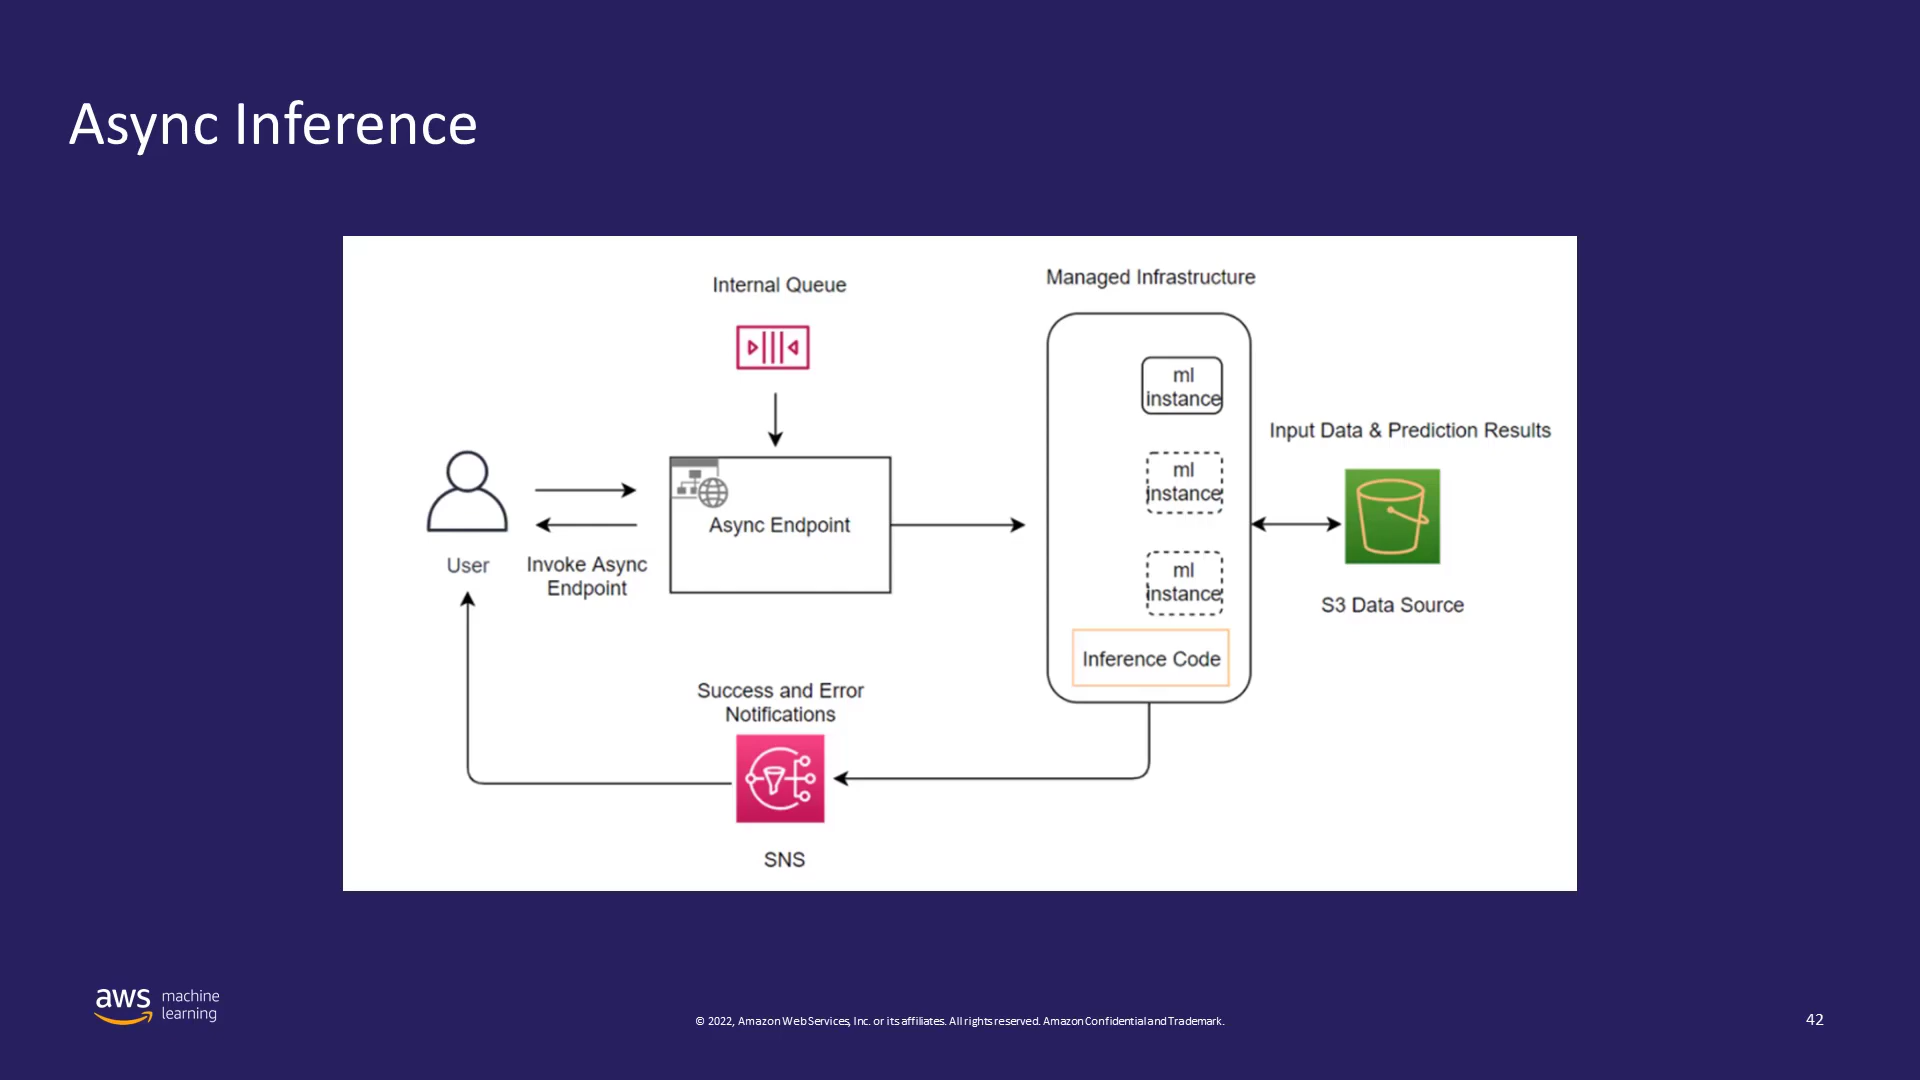 Async Inference
Internal Queue
Managed Infrastructure
ml
instance
ml
instance
ml
instance
Inference Code
Input Data & Prediction Results
S3 Data Source
Async Endpoint
User
Invoke Async
Endpoint
Success and Error
Notifications
SNS
aws machine
learning
© 2022, Amazon Web Services, Inc. or its affiliates. All rights reserved. Amazon Confidential and Trademark.
42